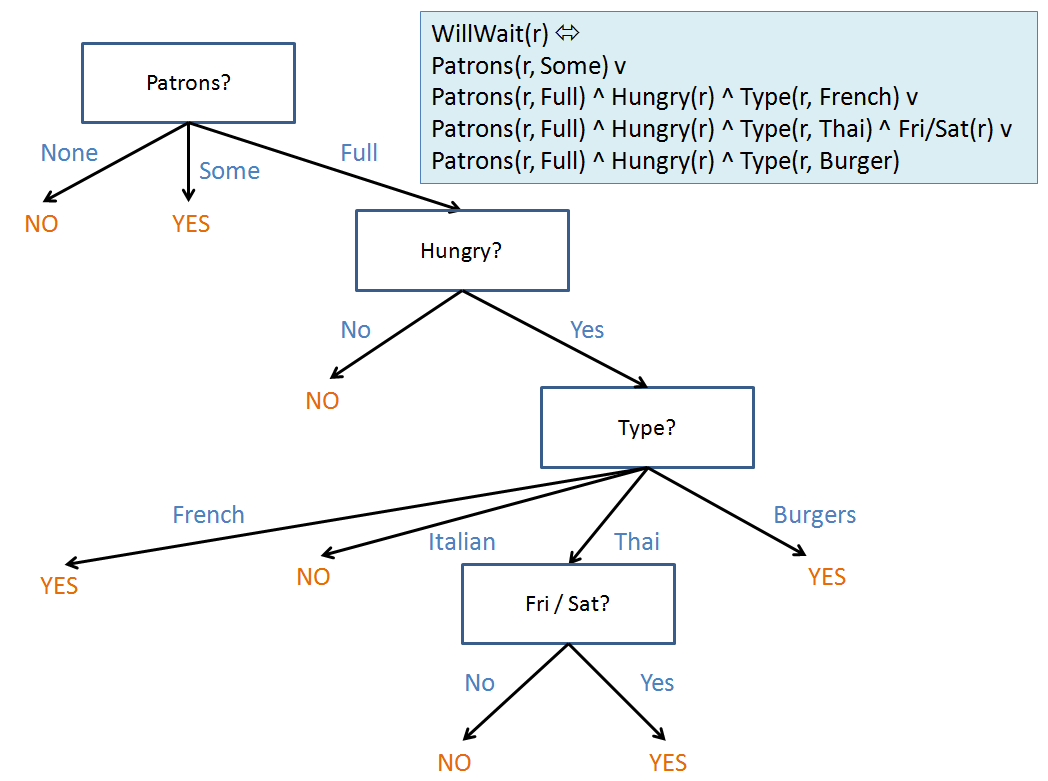 WillWait(r) ⬄
Patrons(r, Some) v
Patrons(r, Full) ^ Hungry(r) ^ Type(r, French) v
Patrons(r, Full) ^ Hungry(r) ^ Type(r, Thai) ^ Fri/Sat(r) v
Patrons(r, Full) ^ Hungry(r) ^ Type(r, Burger)
Patrons?
None
Some
Full
NO
YES
Hungry?
No
Yes
NO
Type?
French
Italian
Thai
Burgers
YES
NO
YES
Fri / Sat?
No
Yes
NO
YES